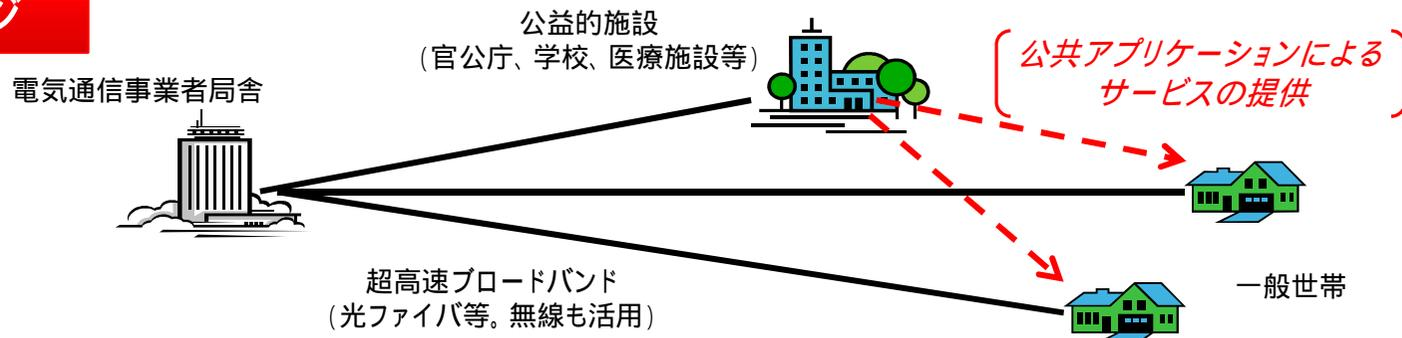 ジ
公益的施設
(官公庁、学校、医療施設等)
公共アプリケーションによる
サービスの提供
電気通信事業者局舎
超高速ブロードバンド
(光ファイバ等。無線も活用)
一般世帯